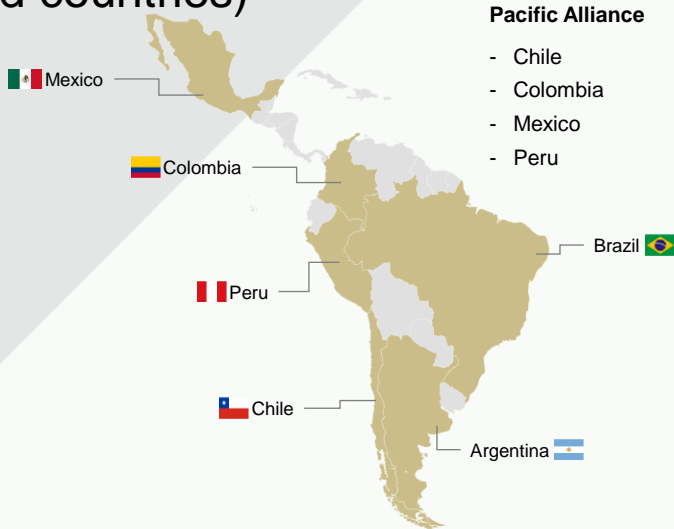 d countries)
Pacific Alliance
- Chile
- Colombia
- Mexico
- Peru
Mexico
Colombia
Brazil
Peru
Chile
Argentina